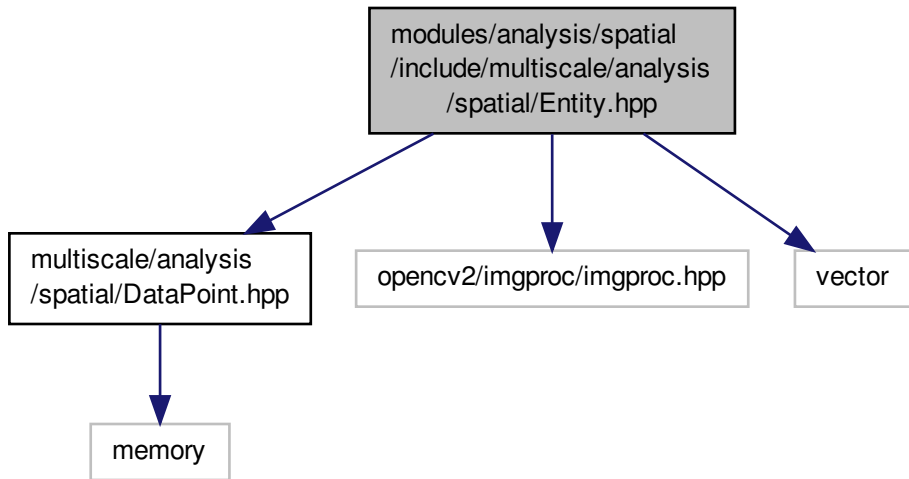 modules/analysis/spatial
/include/multiscale/analysis
/spatial/Entity.hpp
multiscale/analysis
/spatial/DataPoint.hpp
opencv2/imgproc/imgproc.hpp
vector
memory